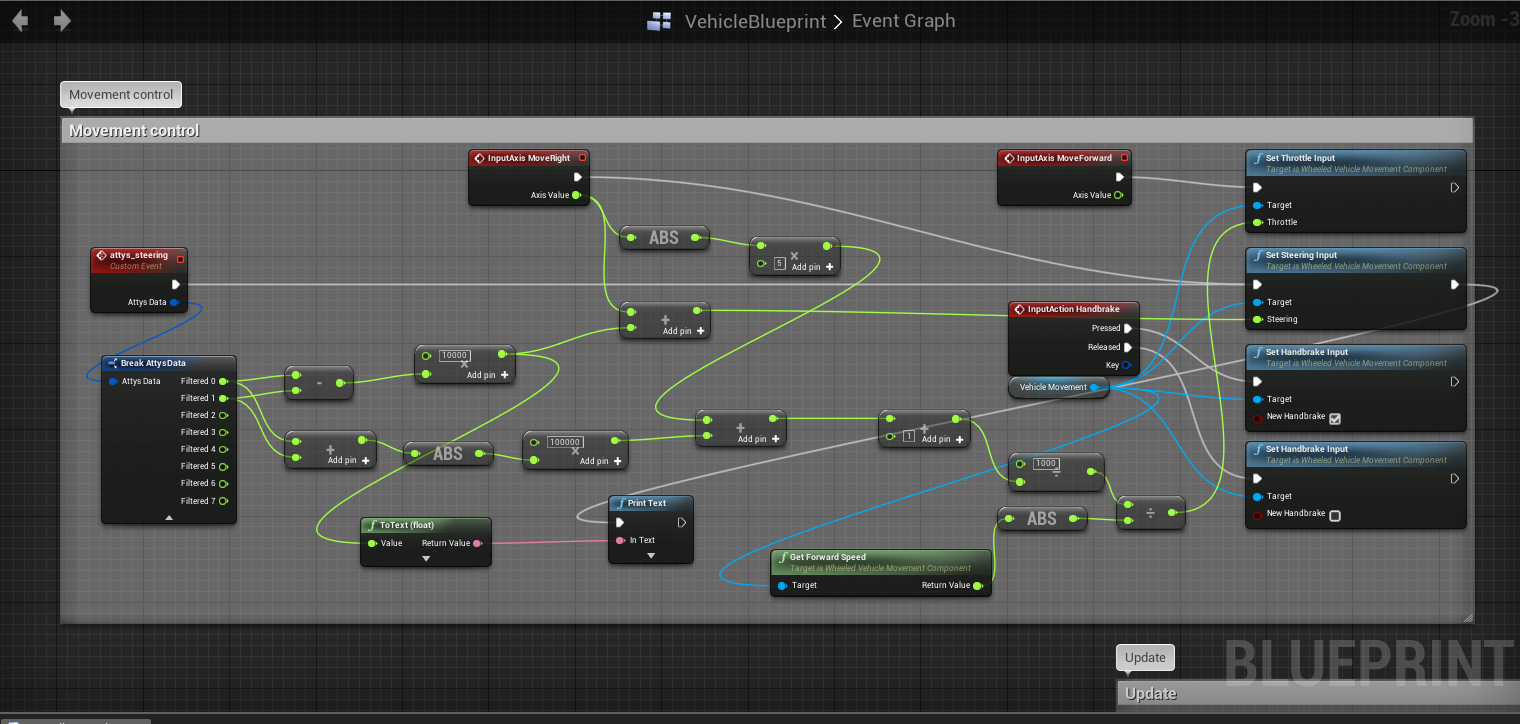 VehicleBlueprint > Event Graph
Zoom -3
Movement control
Movement control
InputAxis MoveRight
Axis Value
InputAxis MoveForward
Axis Value
Set Throttle Input
Target is Wheeled Vehicle Movement Component
Target
Throttle
ABS
×
5
Add pin +
attys_steering
Custom Event
Attys Data
Set Steering Input
Target is Wheeled Vehicle Movement Component
Target
Steering
+
Add pin +
InputAction Handbrake
Pressed
Released
Key
Vehicle Movement
Set Handbrake Input
Target is Wheeled Vehicle Movement Component
Target
New Handbrake
Break AttysData
Attys Data
Filtered 0
Filtered 1
Filtered 2
Filtered 3
Filtered 4
Filtered 5
Filtered 6
Filtered 7
-
10000
×
Add pin +
+
Add pin +
ABS
100000
×
Add pin +
+
Add pin +
1
+
Add pin +
1000
÷
÷
ABS
Set Handbrake Input
Target is Wheeled Vehicle Movement Component
Target
New Handbrake
ToText (float)
Value
Return Value
Print Text
In Text
Get Forward Speed
Target is Wheeled Vehicle Movement Component
Target
Return Value
Update
Update
BLUEPRINT